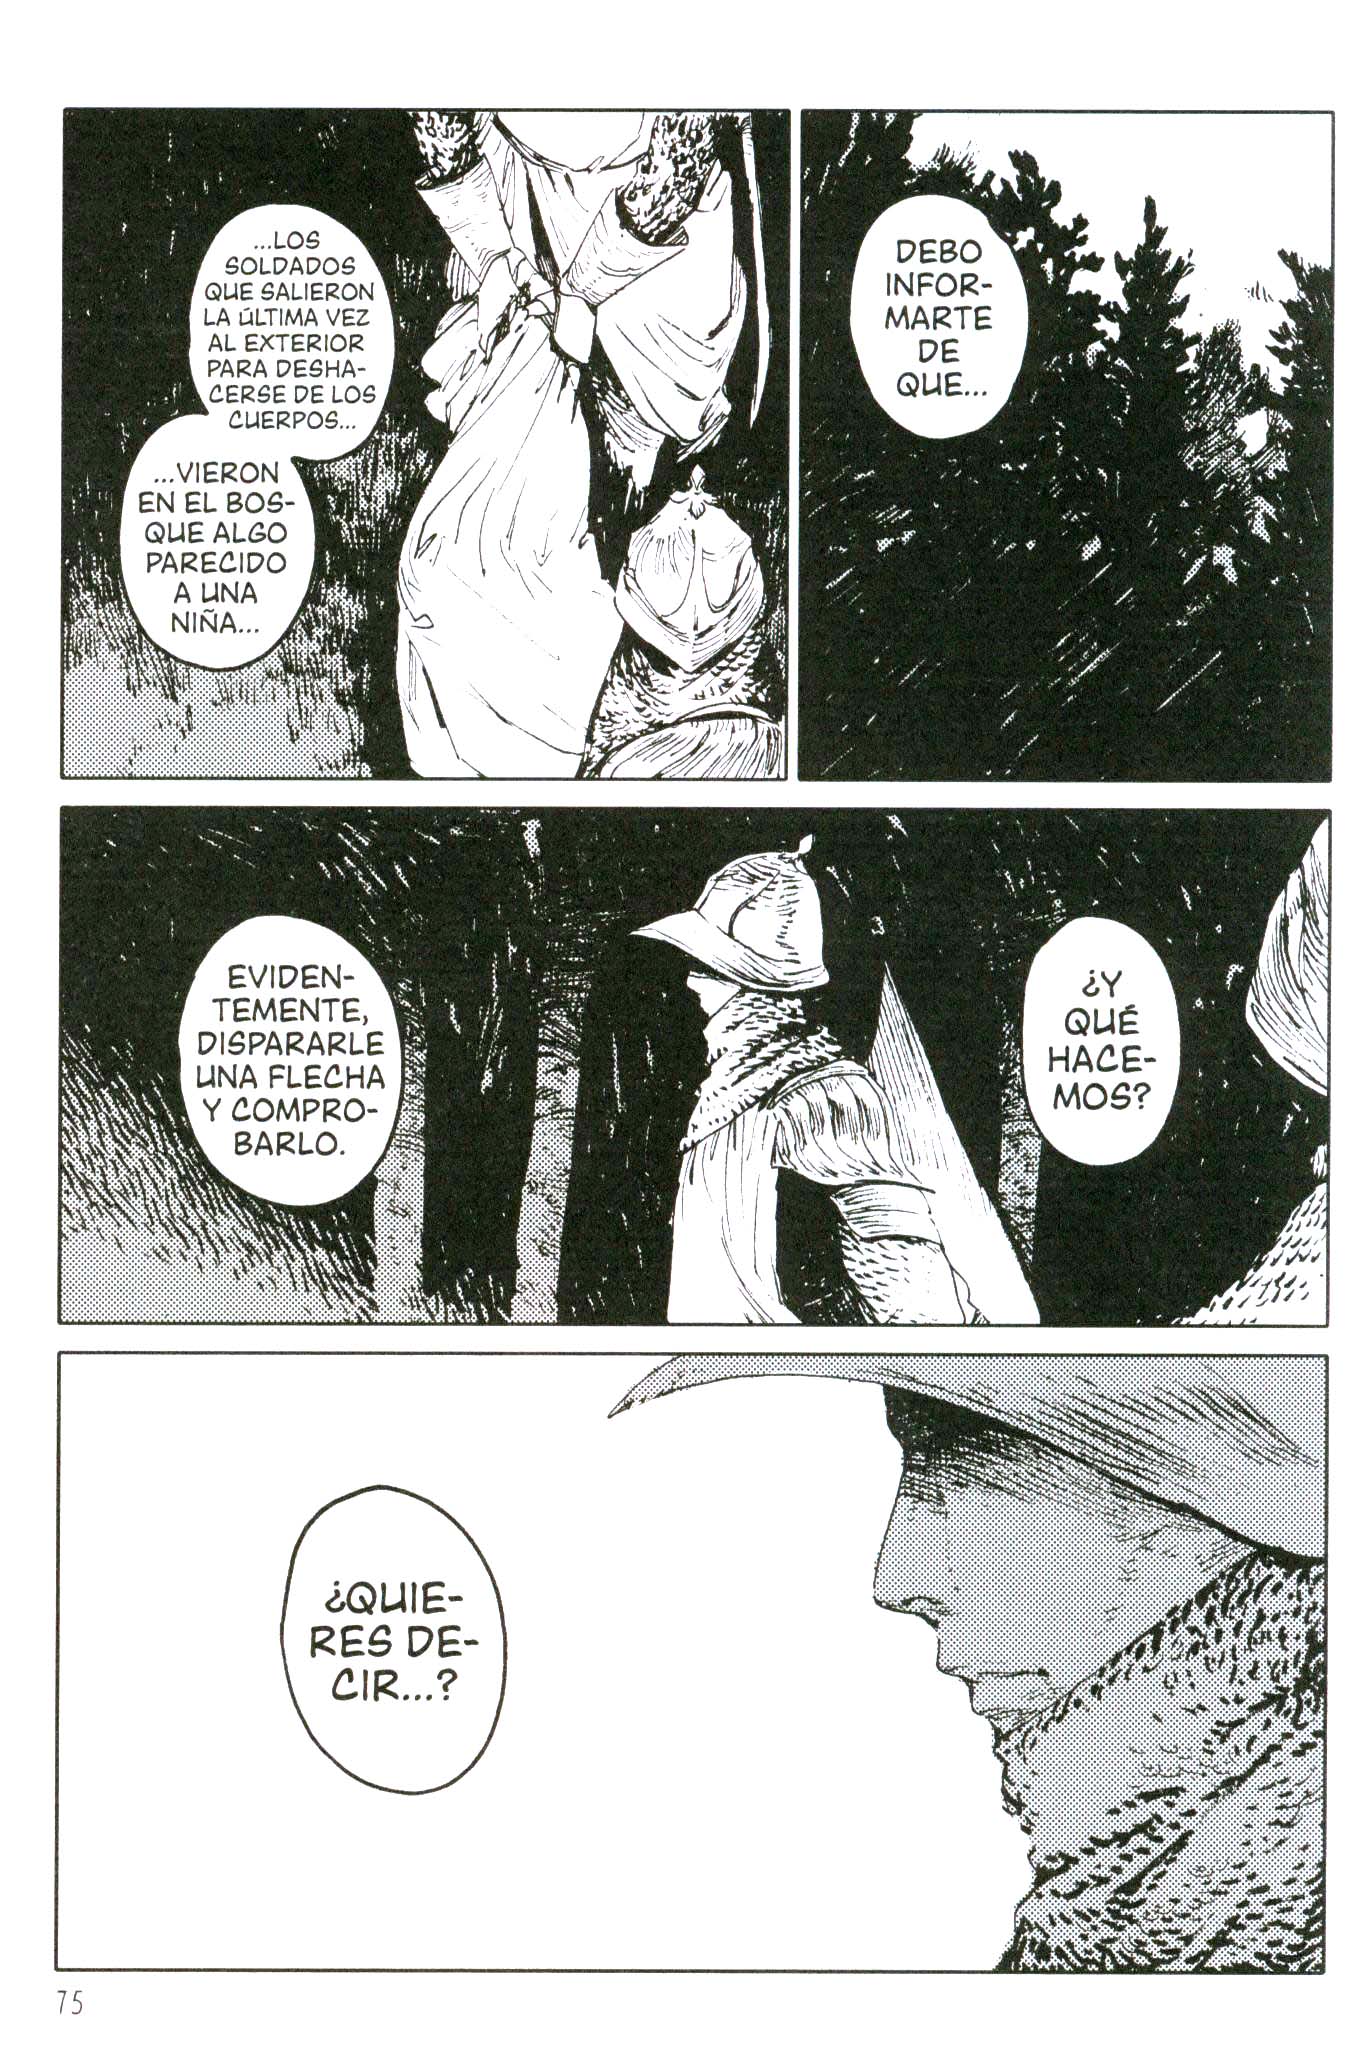 DEBO
INFOR-
MARTE
DE
QUE...
...LOS
SOLDADOS
QUE SALIERON
LA ÚLTIMA VEZ
AL EXTERIOR
PARA DESHA-
CERSE DE LOS
CUERPOS...
...VIERON
EN EL BOS-
QUE ALGO
PARECIDO
A UNA
NIÑA...
¿Y
QUÉ
HACE-
MOS?
EVIDEN-
TEMENTE,
DISPARARLE
UNA FLECHA
Y COMPRO-
BARLO.
¿QUIE-
RES DE-
CIR...?
75